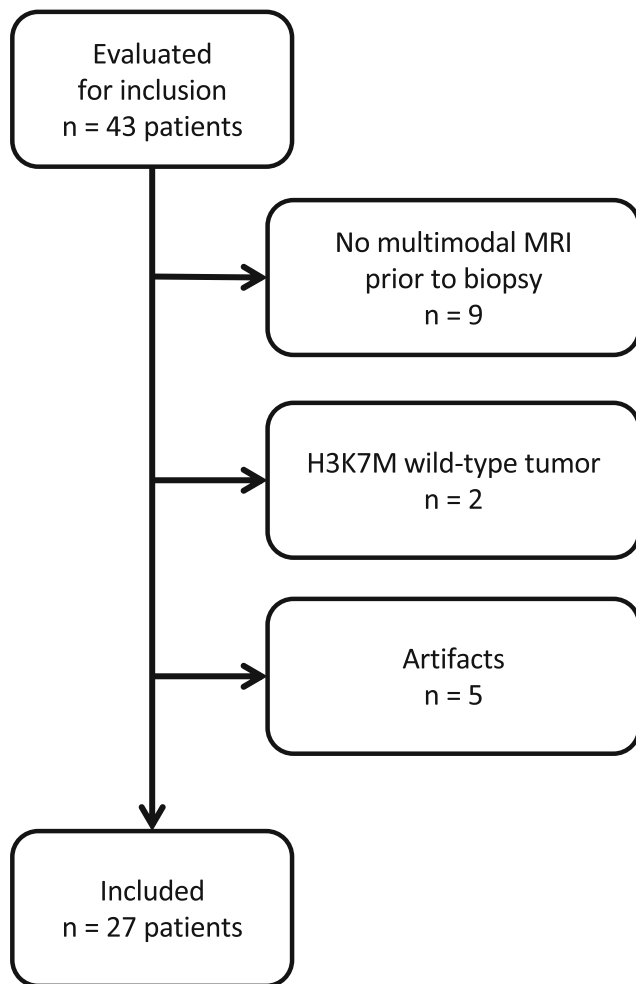 Evaluated
for inclusion
n = 43 patients
No multimodal MRI
prior to biopsy
n = 9
H3K7M wild-type tumor
n = 2
Artifacts
n = 5
Included
n = 27 patients